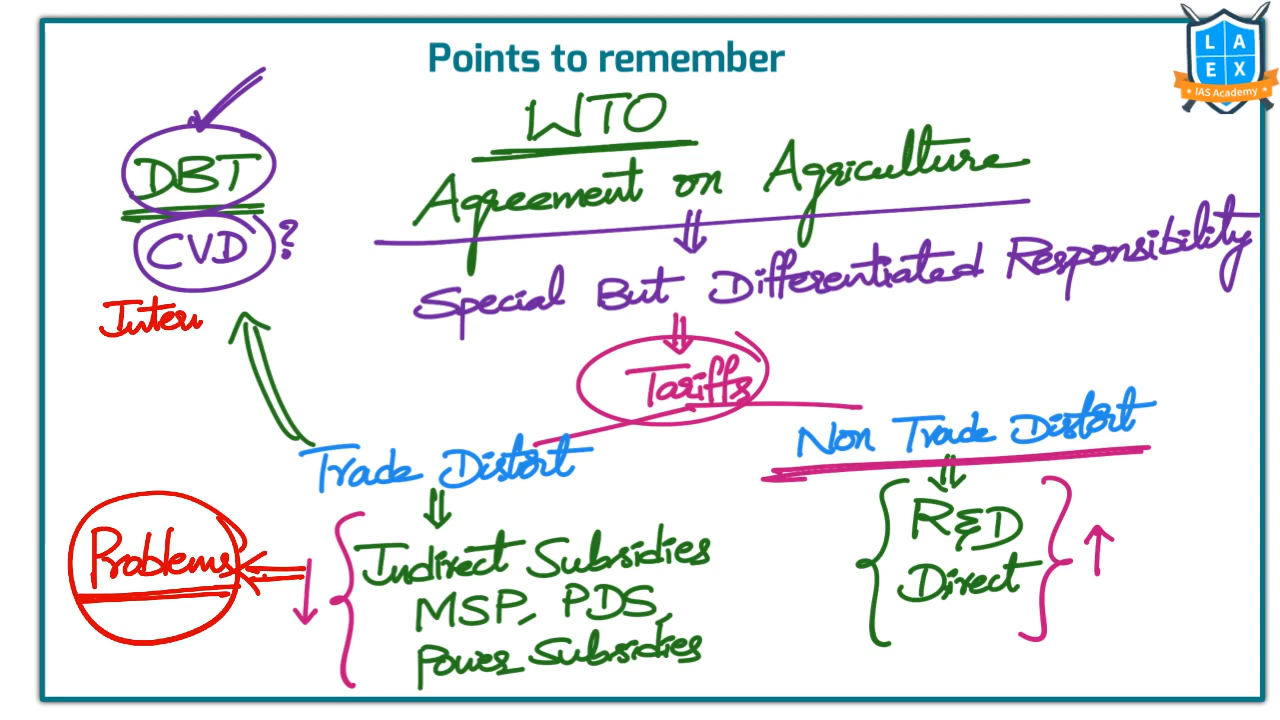 Points to remember
L A
E X
IAS Academy
WTO
Agreement on Agriculture
DBT
CVD ?
Special But Differentiated Responsibility
Inter
Tariffs
Trade Distort
Non Trade Distort
Problems
Indirect Subsidies
MSP, PDS,
Power Subsidies
R&D
Direct